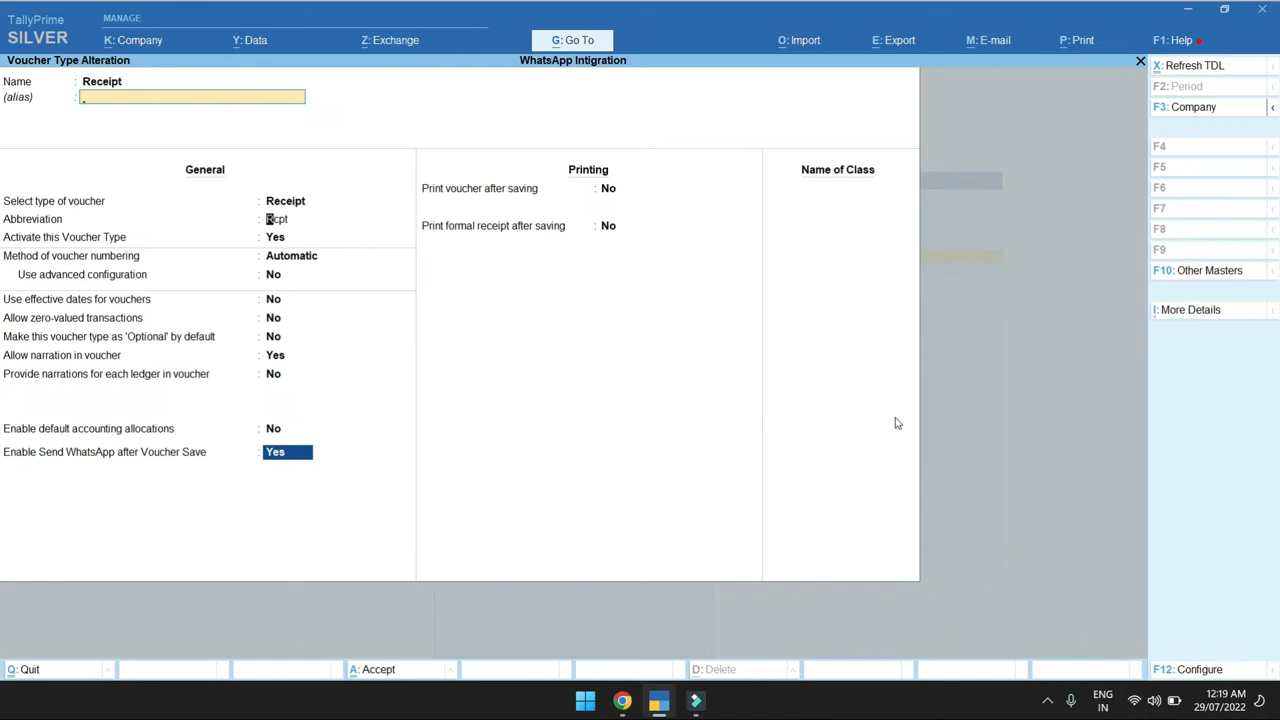 TallyPrime
SILVER
MANAGE
K: Company
Y: Data
Z: Exchange
G: Go To
O: Import
E: Export
M: E-mail
P: Print
F1: Help
Voucher Type Alteration
WhatsApp Intigration
Name : Receipt
(alias) :
General
Select type of voucher : Receipt
Abbreviation : Rcpt
Activate this Voucher Type : Yes
Method of voucher numbering : Automatic
Use advanced configuration : No
Use effective dates for vouchers : No
Allow zero-valued transactions : No
Make this voucher type as 'Optional' by default : No
Allow narration in voucher : Yes
Provide narrations for each ledger in voucher : No
Enable default accounting allocations : No
Enable Send WhatsApp after Voucher Save : Yes
Printing
Print voucher after saving : No
Print formal receipt after saving : No
Name of Class
X: Refresh TDL
F2: Period
F3: Company
F4
F5
F6
F7
F8
F9
F10: Other Masters
I: More Details
Q: Quit
A: Accept
D: Delete
F12: Configure
ENG
IN
12:19 AM
29/07/2022